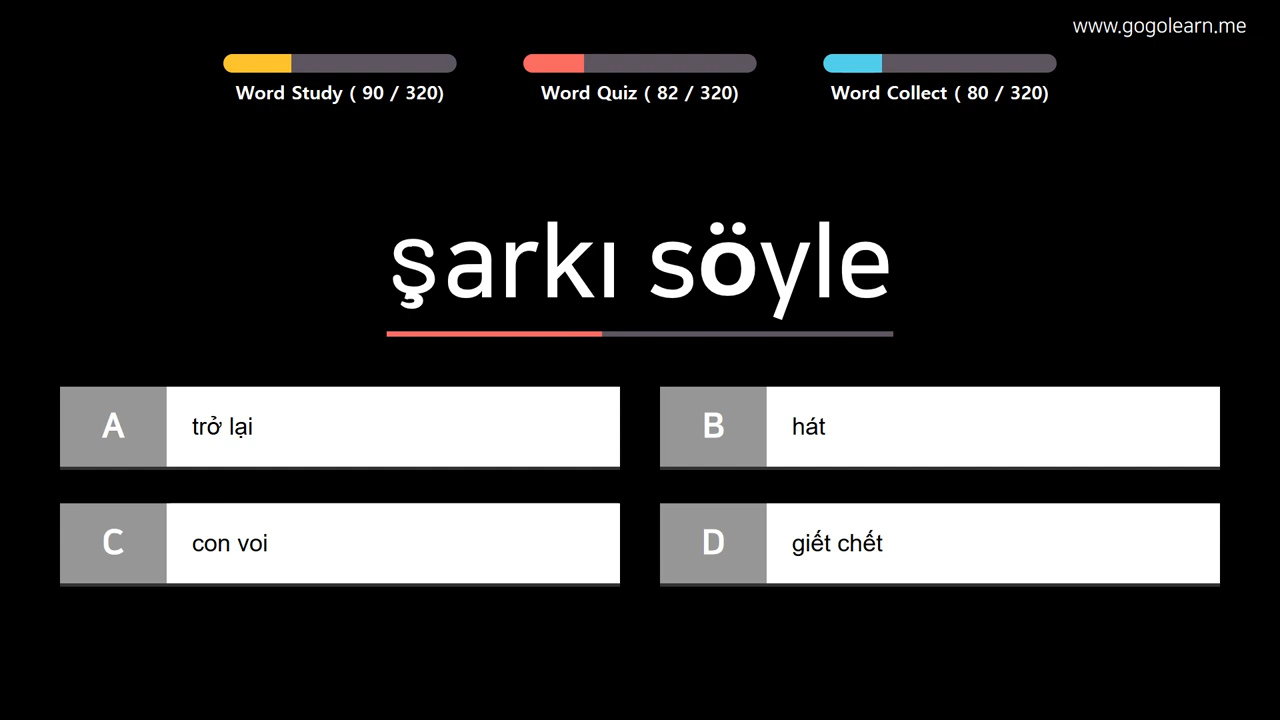 www.gogolearn.me
Word Study ( 90 / 320)
Word Quiz ( 82 / 320)
Word Collect ( 80 / 320)
şarkı söyle
A trở lại
B hát
C con voi
D giết chết